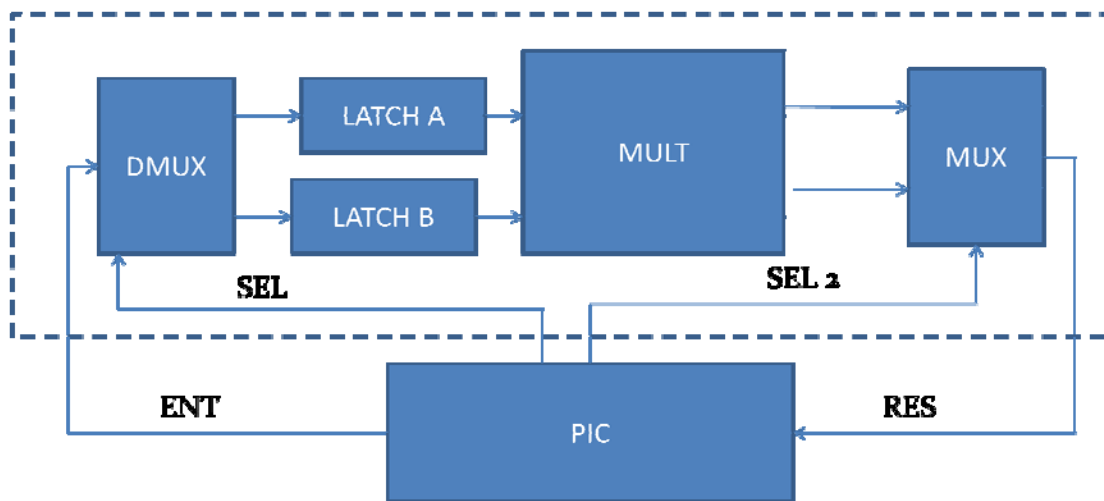 LATCH A
DMUX
MULT
MUX
LATCH B
SEL
SEL 2
ENT
PIC
RES